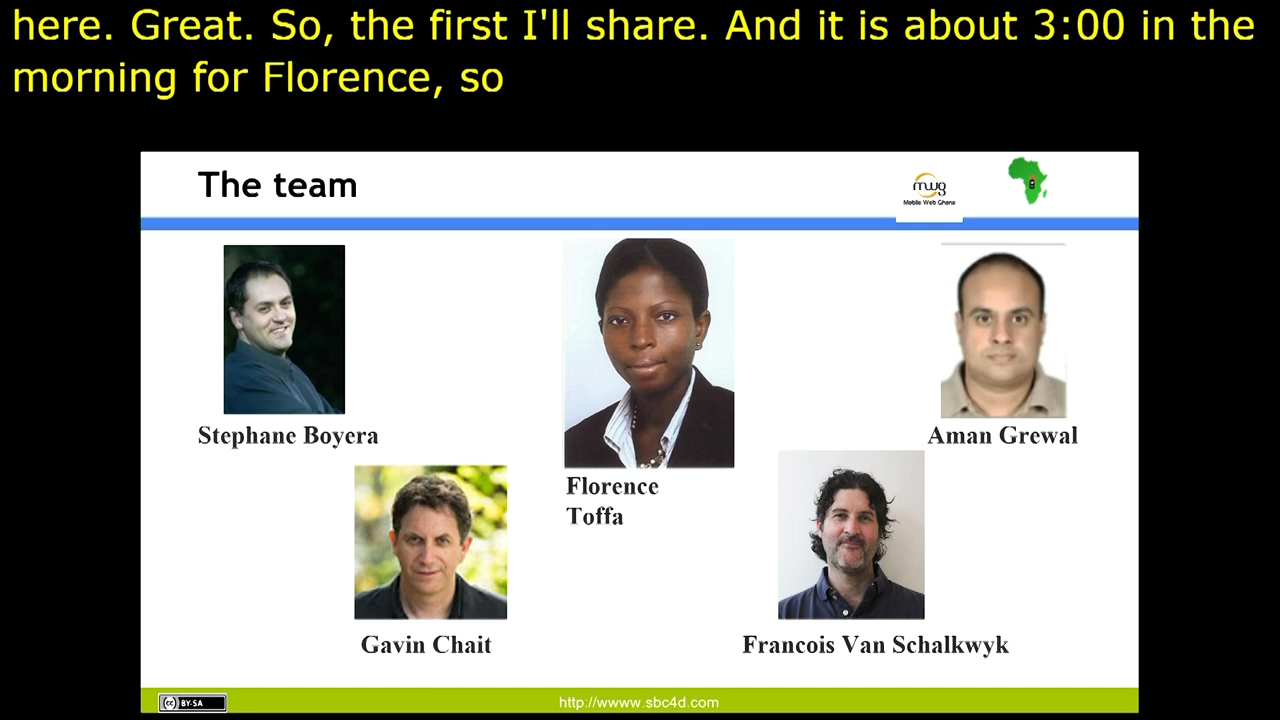 here. Great. So, the first I'll share. And it is about 3:00 in the
morning for Florence, so
The team
mwg
Mobile Web Ghana
Stephane Boyera
Florence
Toffa
Aman Grewal
Gavin Chait
Francois Van Schalkwyk
cc BY-SA
http://wwww.sbc4d.com